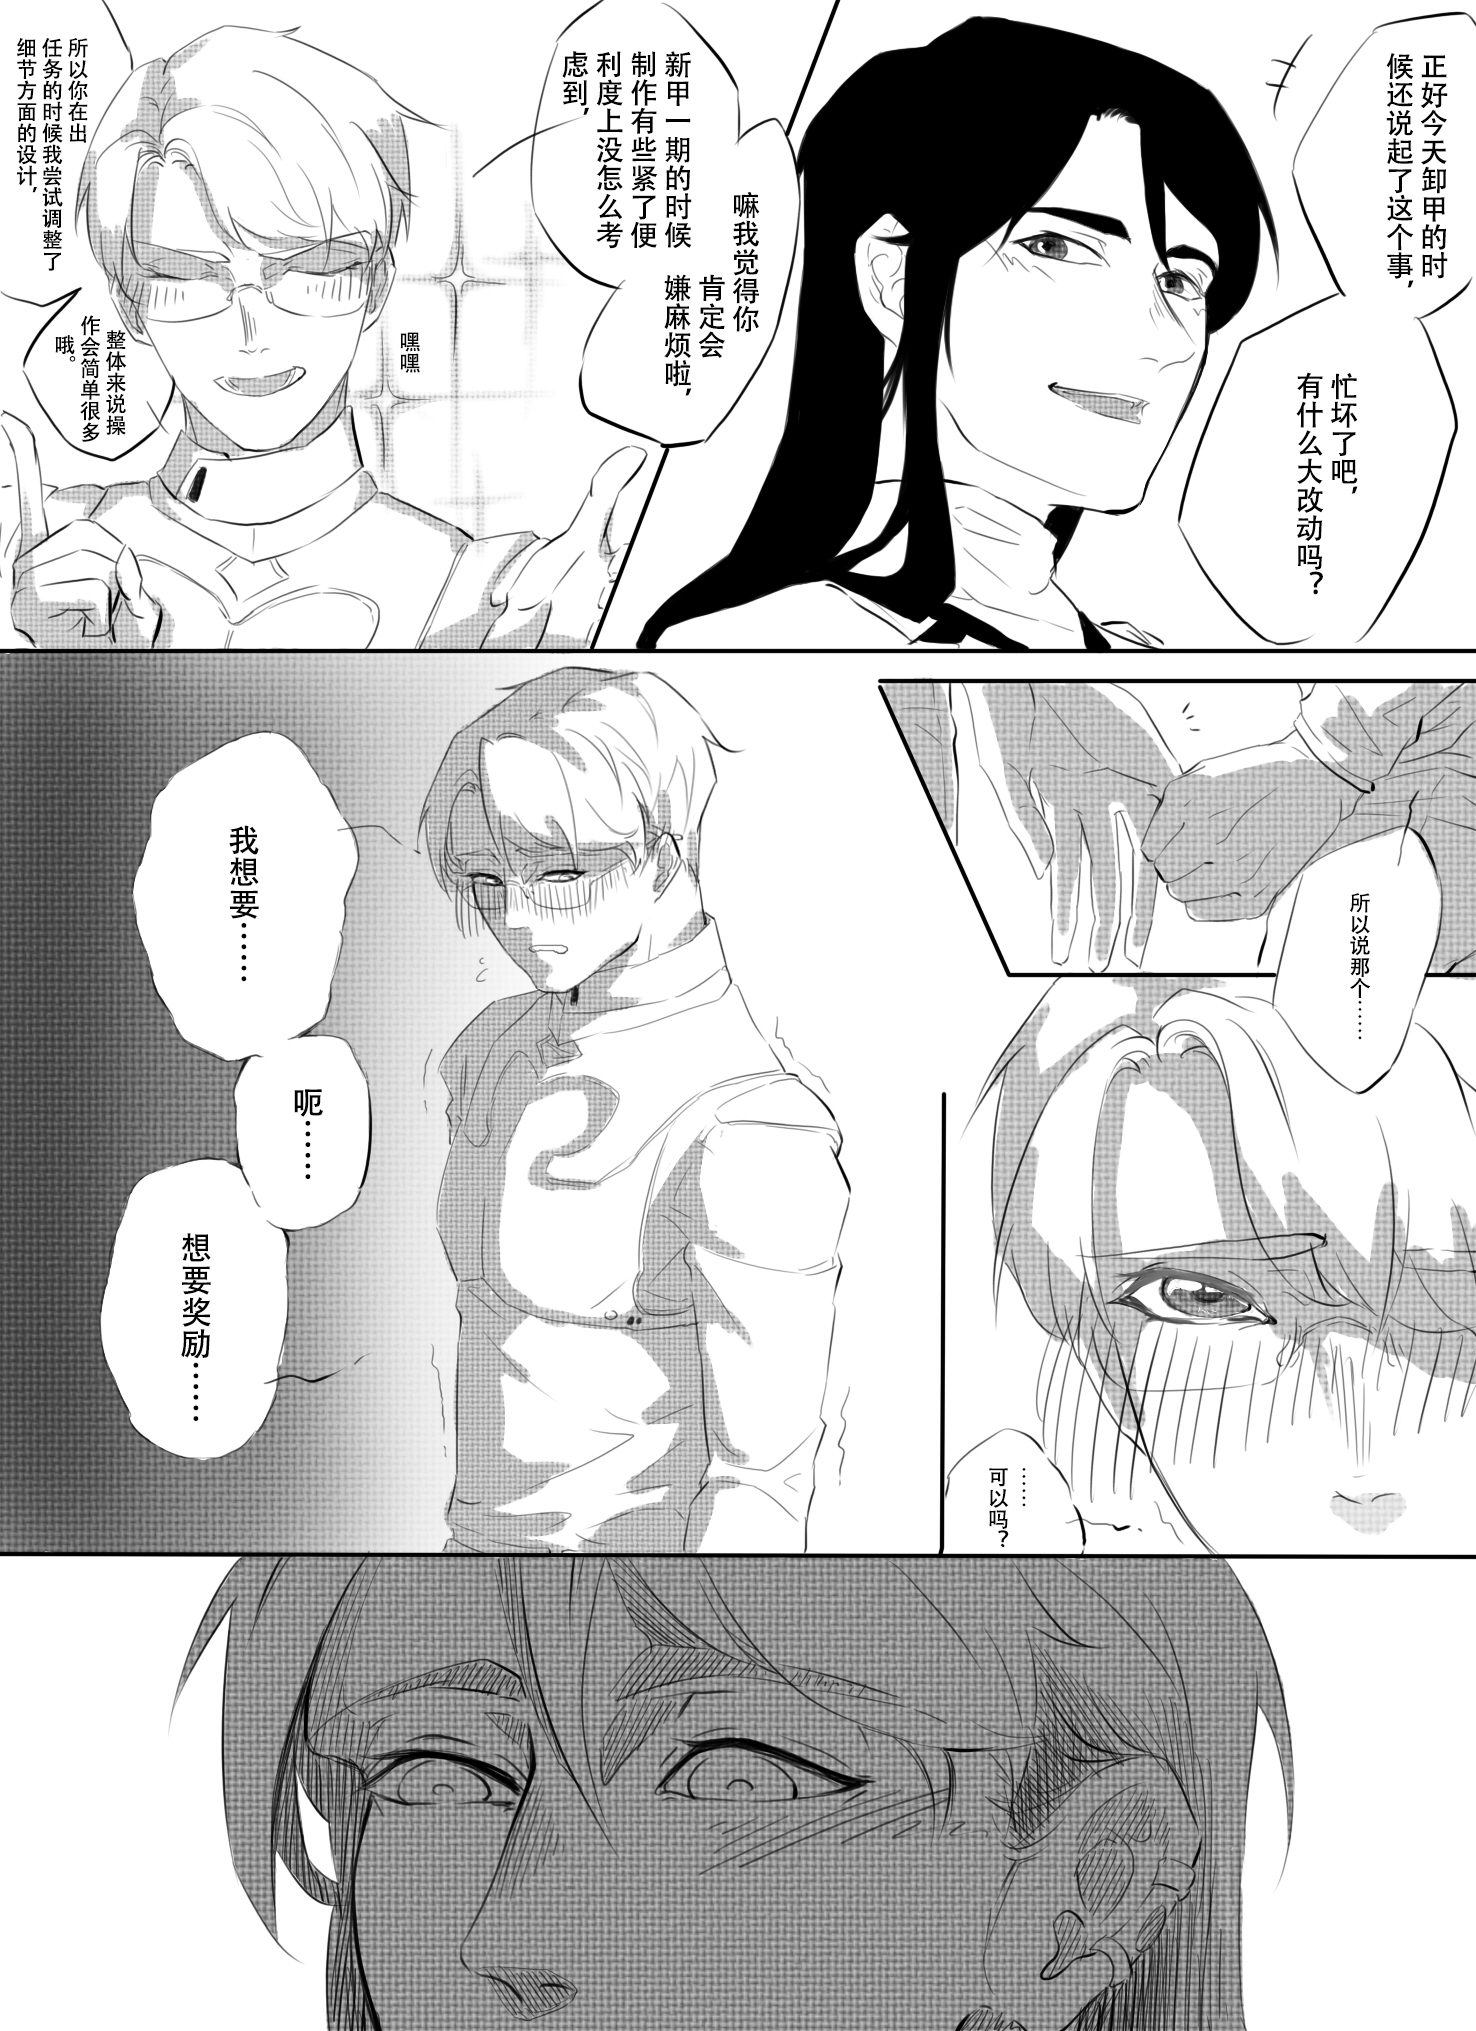 正好今天卸甲的时
候还说起了这个事，
忙坏了吧，
有什么大改动吗？
嘛我觉得你
肯定会
嫌麻烦啦，
新甲一期的时候
制作有些紧了便
利度上没怎么考
虑到，
所以你在出
任务的时候我尝试调整了
细节方面的设计，
整体来说操
作会简单很多
哦。
嘿嘿
所以说那个……
……
可以吗？
我想要……
呃……
想要奖励……